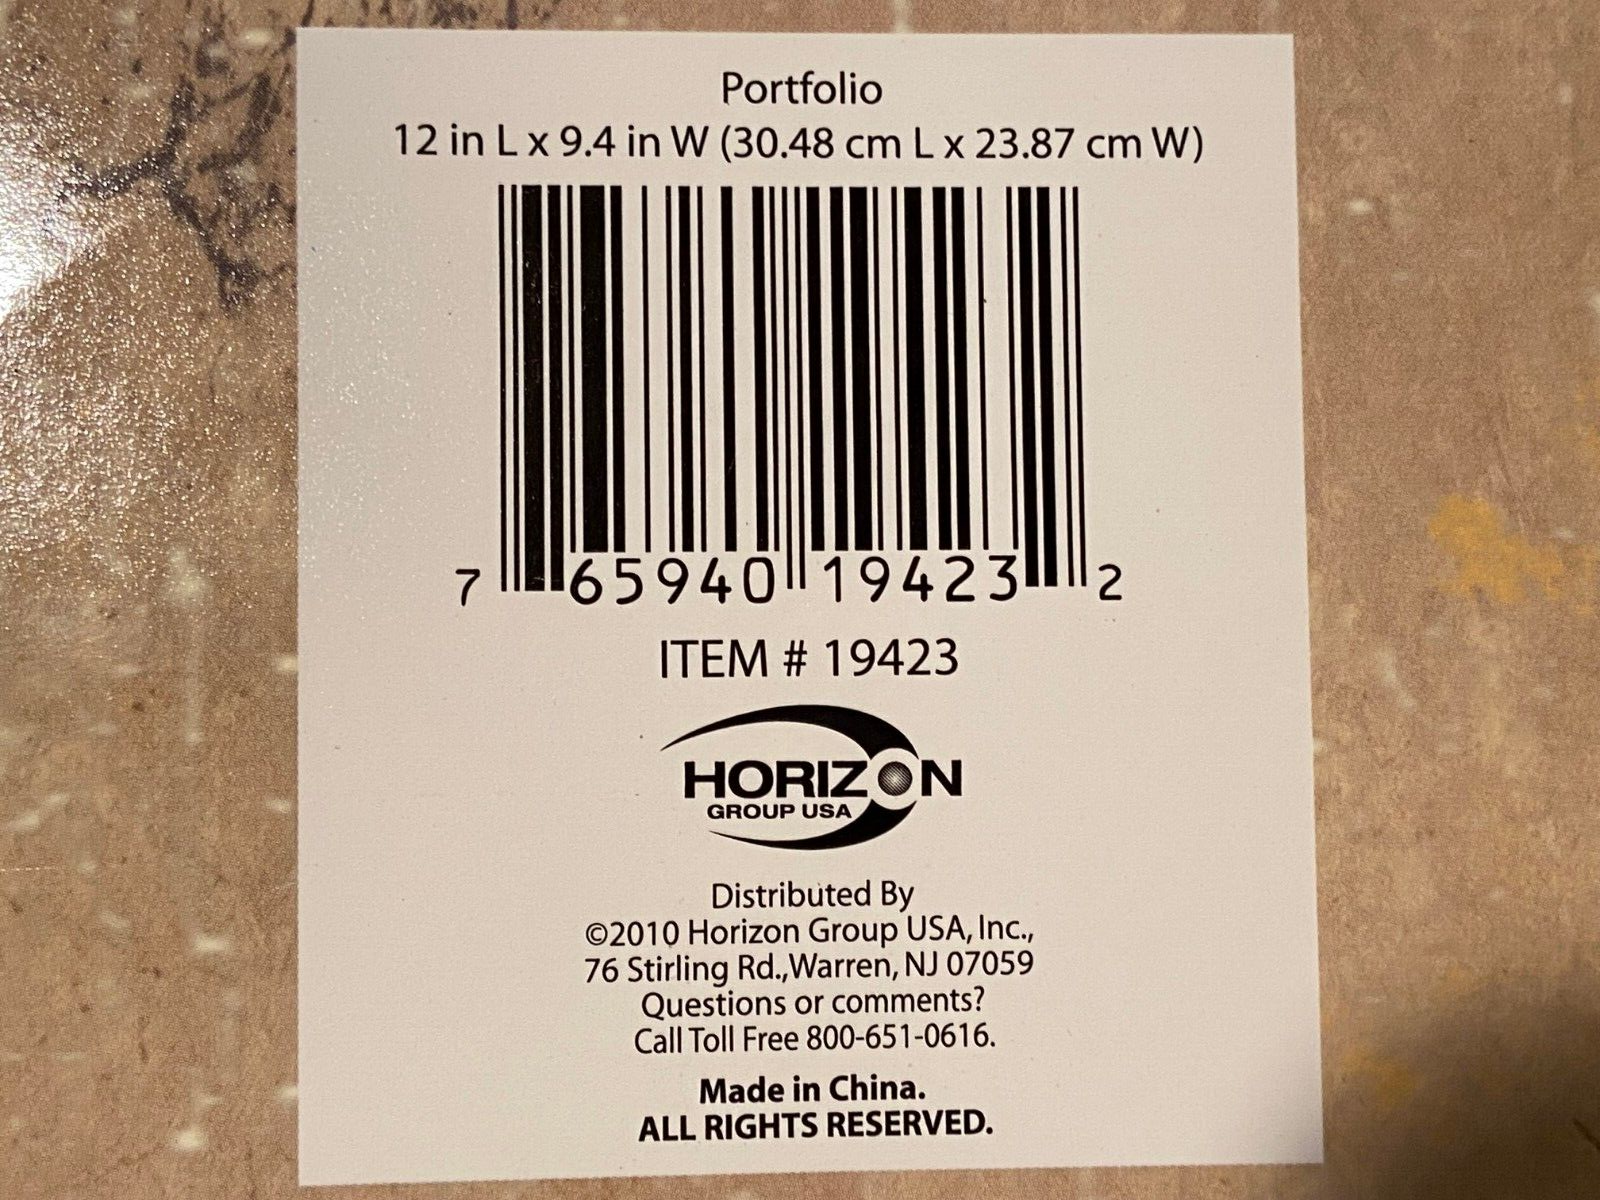 Portfolio
12 in L x 9.4 in W (30.48 cm L x 23.87 cm W)
7 65940 19423 2
ITEM # 19423
HORIZON
GROUP USA
Distributed By
©2010 Horizon Group USA, Inc.,
76 Stirling Rd.,Warren, NJ 07059
Questions or comments?
Call Toll Free 800-651-0616.
Made in China.
ALL RIGHTS RESERVED.